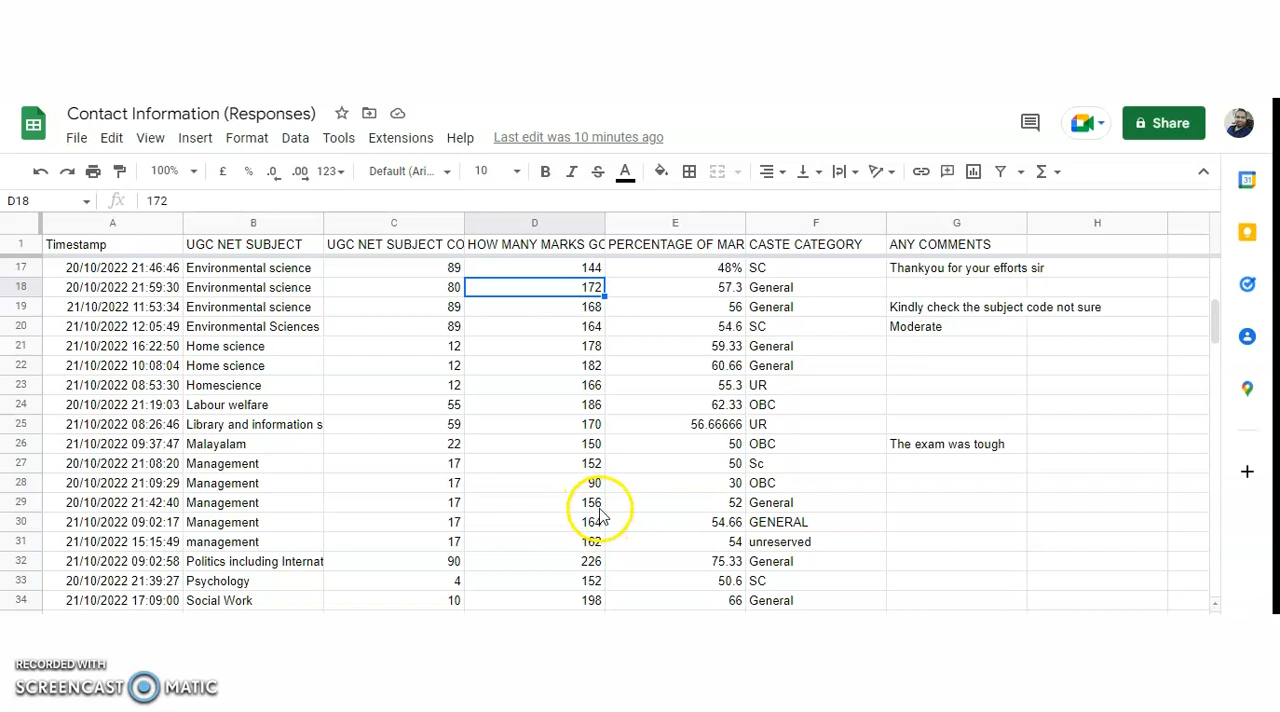 Contact Information (Responses)
File Edit View Insert Format Data Tools Extensions Help Last edit was 10 minutes ago
Share
100% £ % .0 .00 123 Default (Ari... 10 B I S A Σ
D18 fx 172
A B C D E F G H
1 Timestamp UGC NET SUBJECT UGC NET SUBJECT CO HOW MANY MARKS GO PERCENTAGE OF MAR CASTE CATEGORY ANY COMMENTS
17 20/10/2022 21:46:46 Environmental science 89 144 48% SC Thankyou for your efforts sir
18 20/10/2022 21:59:30 Environmental science 80 172 57.3 General
19 21/10/2022 11:53:34 Environmental science 89 168 56 General Kindly check the subject code not sure
20 21/10/2022 12:05:49 Environmental Sciences 89 164 54.6 SC Moderate
21 21/10/2022 16:22:50 Home science 12 178 59.33 General
22 21/10/2022 10:08:04 Home science 12 182 60.66 General
23 21/10/2022 08:53:30 Homescience 12 166 55.3 UR
24 20/10/2022 21:19:03 Labour welfare 55 186 62.33 OBC
25 21/10/2022 08:26:46 Library and information s 59 170 56.66666 UR
26 21/10/2022 09:37:47 Malayalam 22 150 50 OBC The exam was tough
27 20/10/2022 21:08:20 Management 17 152 50 Sc
28 20/10/2022 21:09:29 Management 17 90 30 OBC
29 20/10/2022 21:42:40 Management 17 156 52 General
30 21/10/2022 09:02:17 Management 17 164 54.66 GENERAL
31 21/10/2022 15:15:49 management 17 162 54 unreserved
32 21/10/2022 09:02:58 Politics including Internat 90 226 75.33 General
33 20/10/2022 21:39:27 Psychology 4 152 50.6 SC
34 21/10/2022 17:09:00 Social Work 10 198 66 General
RECORDED WITH
SCREENCAST MATIC